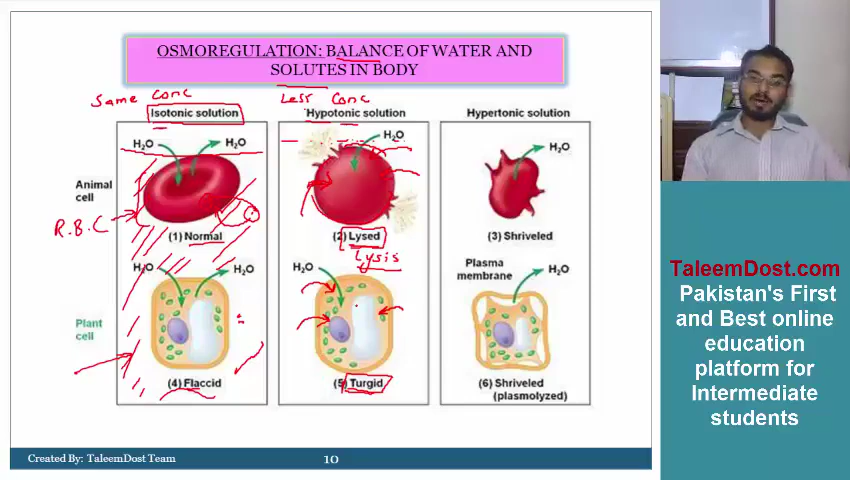 OSMOREGULATION: BALANCE OF WATER AND
SOLUTES IN BODY
Same Conc
Less Conc
Isotonic solution
Hypotonic solution
Hypertonic solution
H₂O
H₂O
H₂O
H₂O
Animal
cell
R.B.C
(1) Normal
(2) Lysed
(3) Shriveled
Lysis
H₂O
H₂O
H₂O
Plasma
membrane
H₂O
Plant
cell
(4) Flaccid
(5) Turgid
(6) Shriveled
(plasmolyzed)
TaleemDost.com
Pakistan's First
and Best online
education
platform for
Intermediate
students
Created By: TaleemDost Team
10